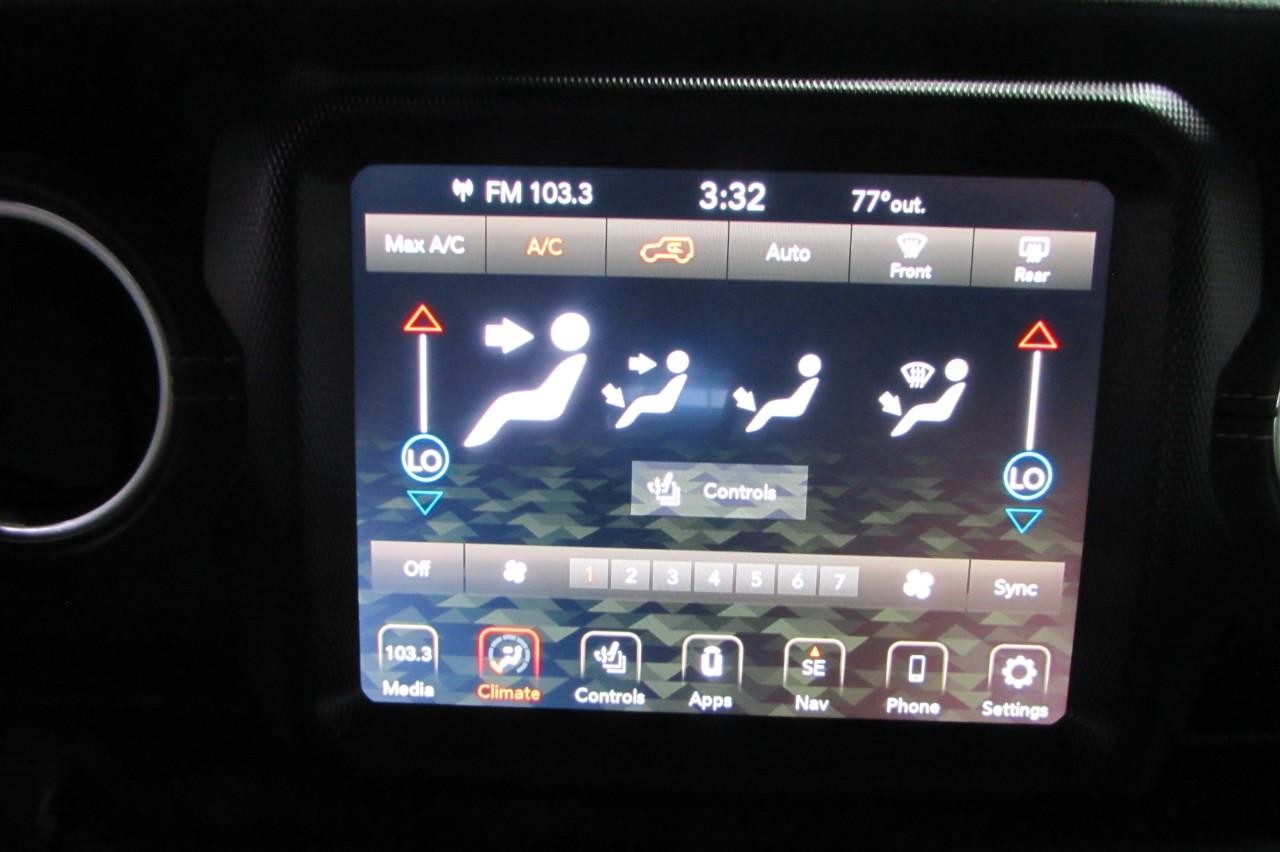 FM 103.3 3:32 77°out.
Max A/C A/C Auto Front Rear
LO LO
Controls
Off 1 2 3 4 5 6 7 Sync
103.3 SE
Media Climate Controls Apps Nav Phone Settings